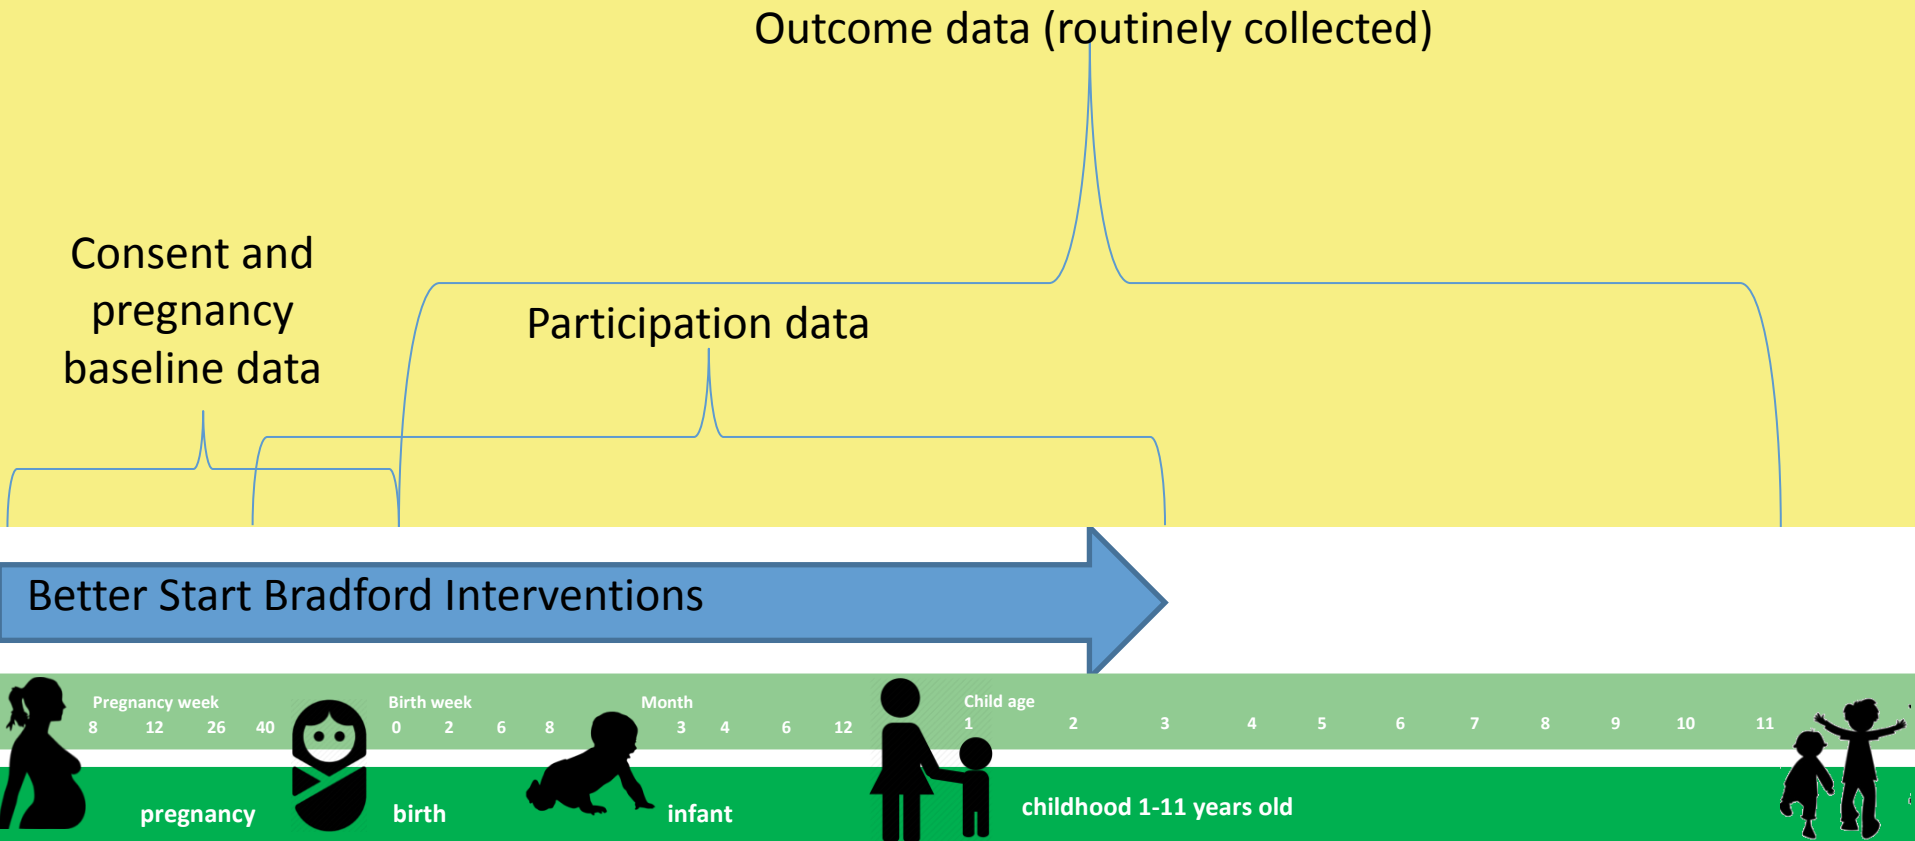 Outcome data (routinely collected)
Consent and
pregnancy
baseline data
Participation data
Better Start Bradford Interventions
Pregnancy week
8 12 26 40
Birth week
0 2 6 8
Month
3 4 6 12
Child age
1 2 3 4 5 6 7 8 9 10 11
pregnancy
birth
infant
childhood 1-11 years old